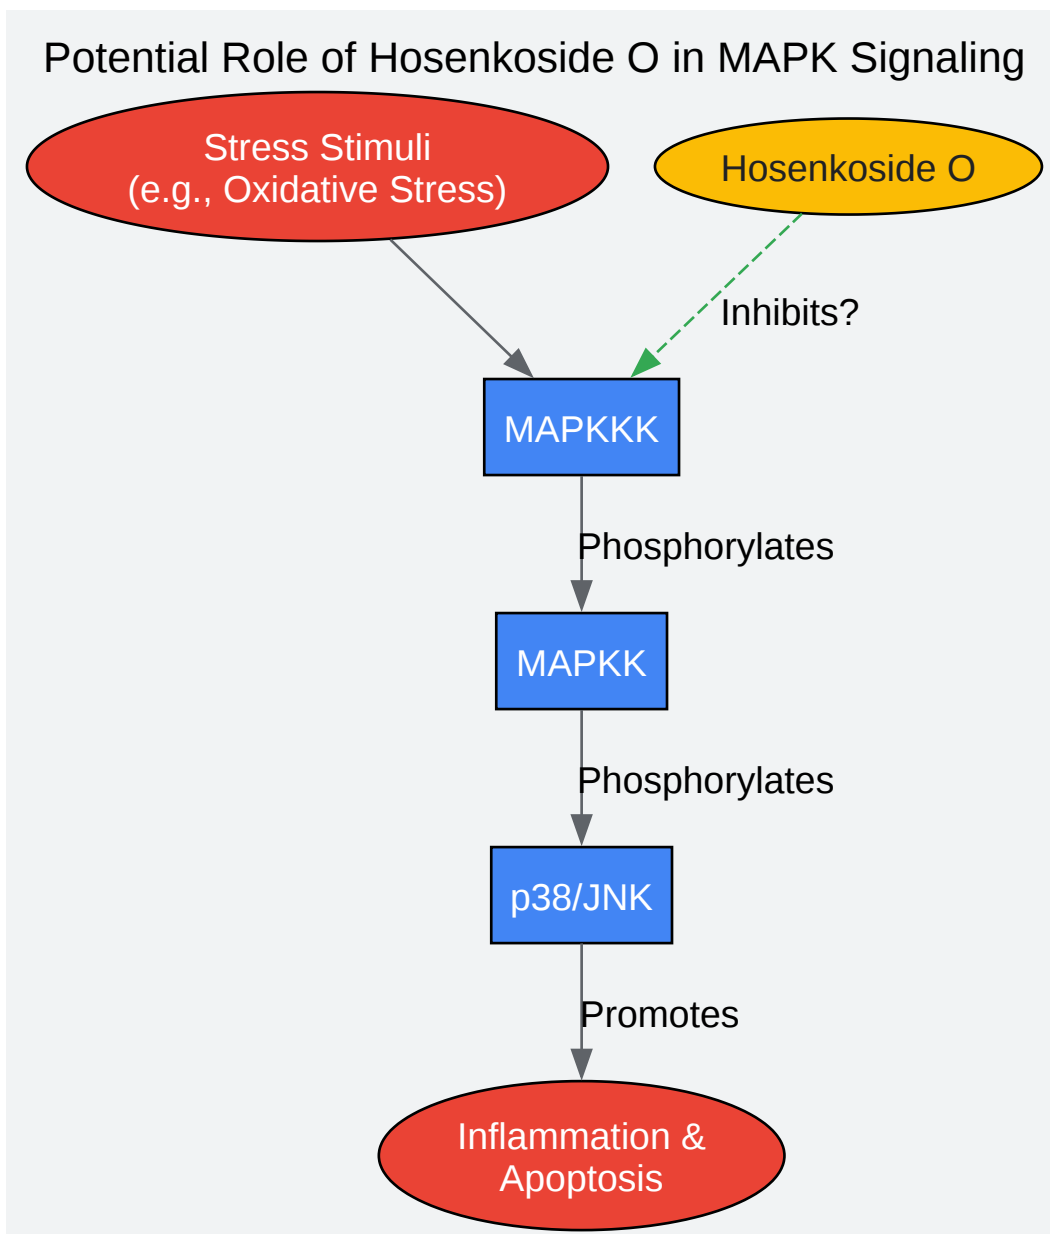 Potential Role of Hosenkoside O in MAPK Signaling
Stress Stimuli
(e.g., Oxidative Stress)
Hosenkoside O
Inhibits?
MAPKKK
Phosphorylates
MAPKK
Phosphorylates
p38/JNK
Promotes
Inflammation &
Apoptosis